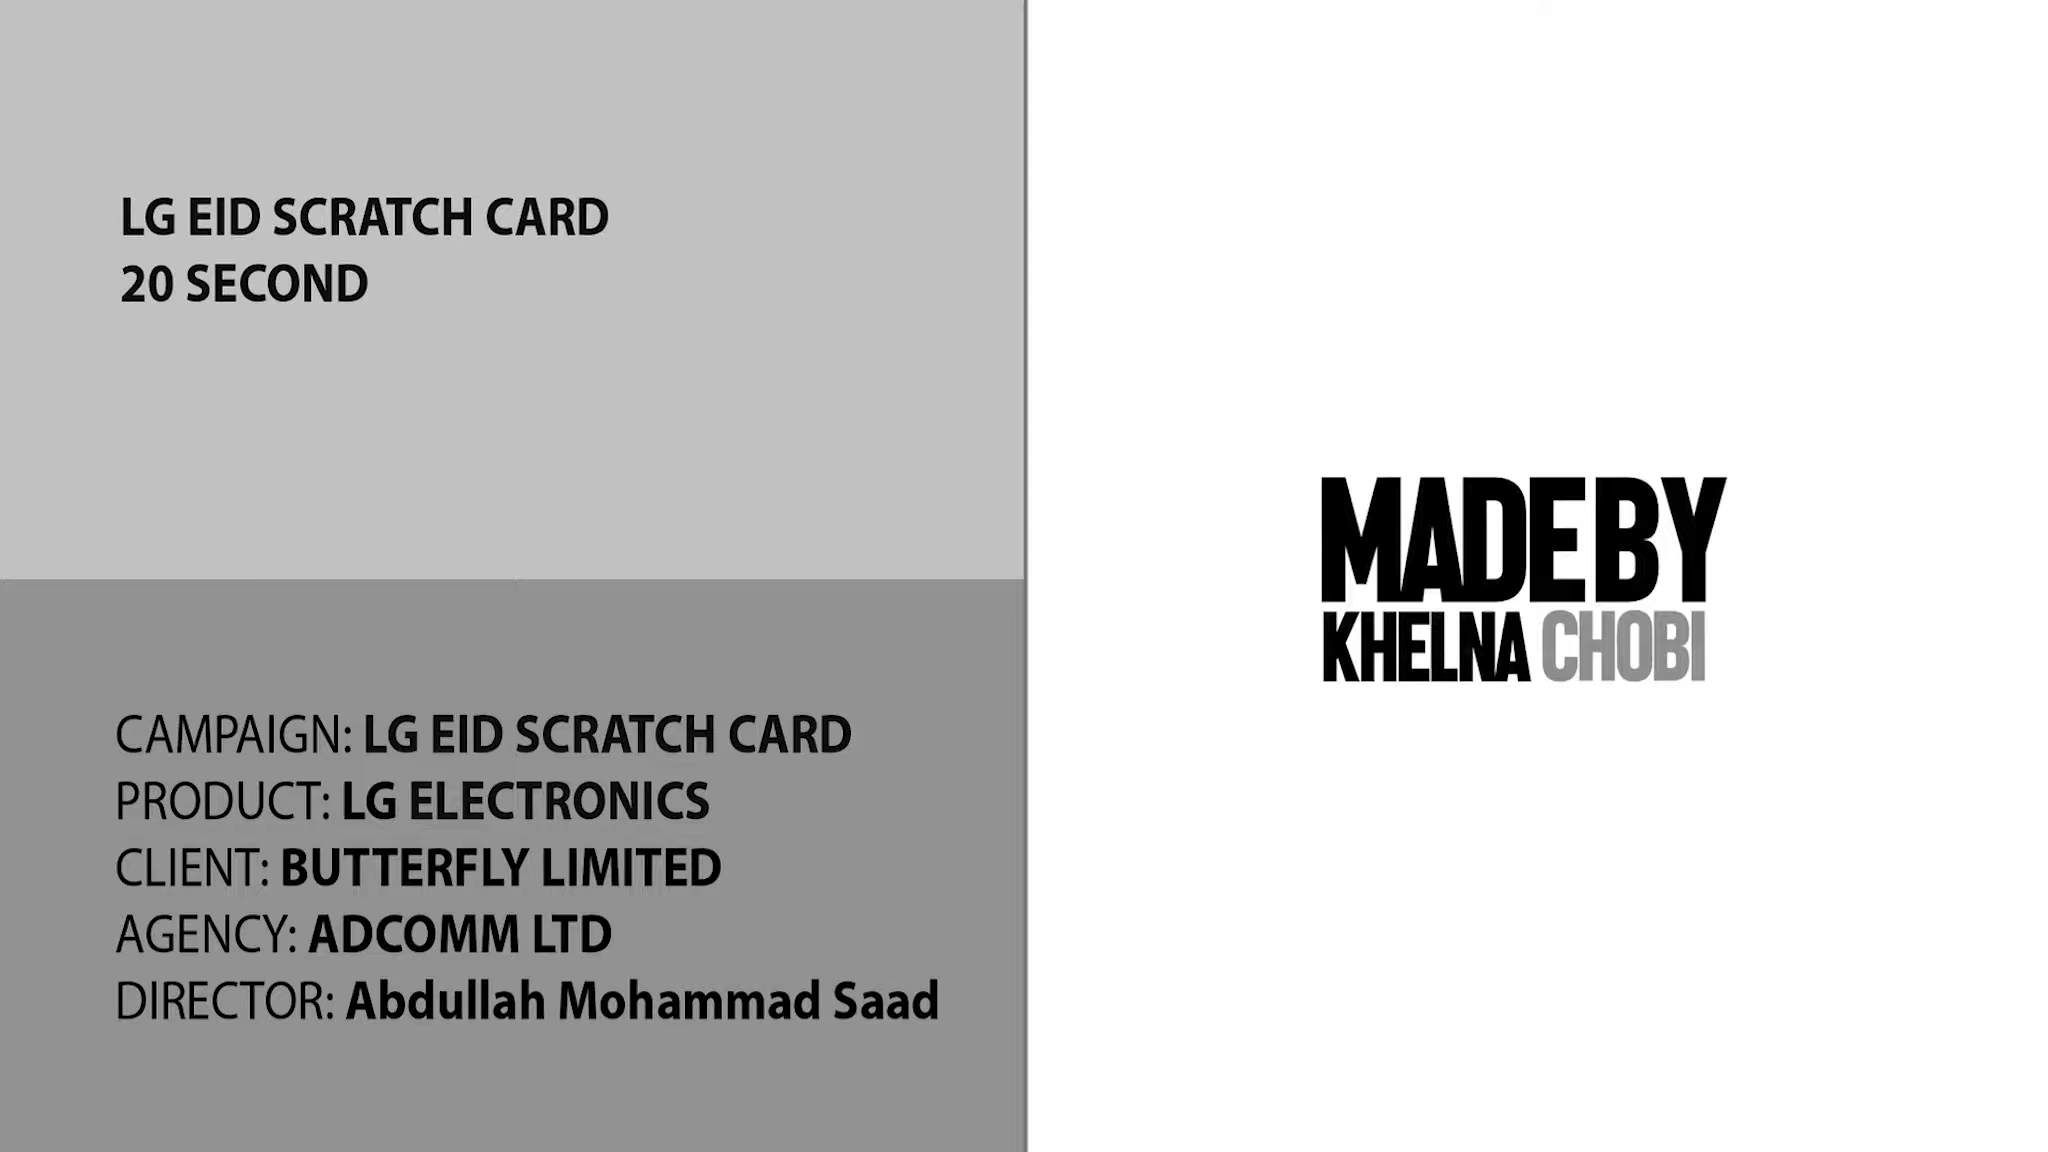 LG EID SCRATCH CARD
20 SECOND
CAMPAIGN: LG EID SCRATCH CARD
PRODUCT: LG ELECTRONICS
CLIENT: BUTTERFLY LIMITED
AGENCY: ADCOMM LTD
DIRECTOR: Abdullah Mohammad Saad
MADE BY
KHELNA CHOBI